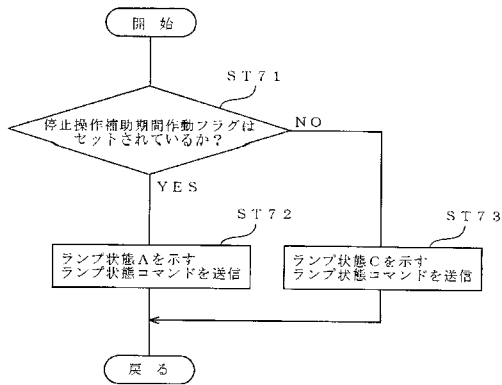 開 始
ST71
停止操作補助期間作動フラグは
セットされているか？
NO
YES
ST72
ランプ状態Aを示す
ランプ状態コマンドを送信
ST73
ランプ状態Cを示す
ランプ状態コマンドを送信
戻 る